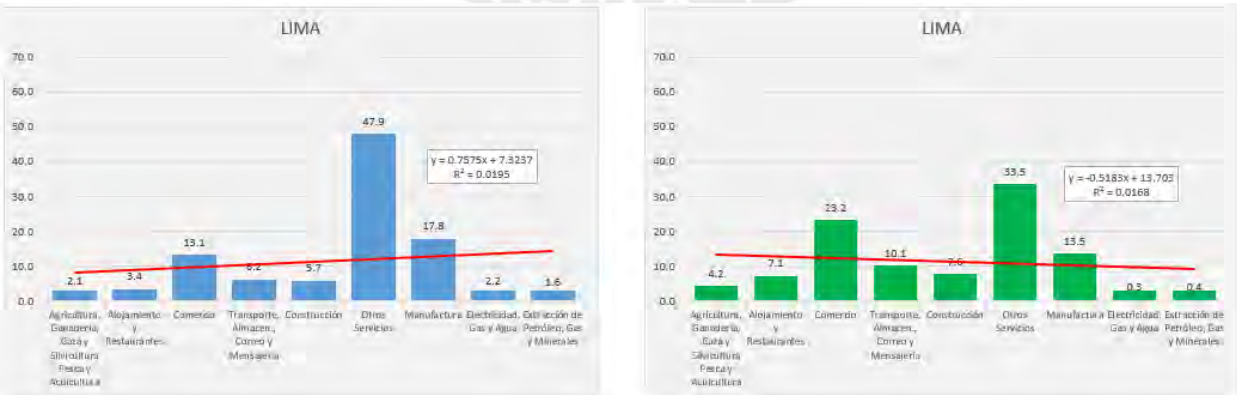 LIMA
70.0
60.0
50.0
40.0
30.0
20.0
10.0
0.0
2.1
3.4
13.1
6.2
5.7
47.9
17.8
2.2
1.6
y = 0.7575x + 7.3237
R² = 0.0195
Agricultura,
Ganadería,
Caza y
Silvicultura
Pesca y
Acuicultura
Alojamiento
y
Restaurantes
Comercio
Transporte,
Almacen.,
Correo y
Mensajería
Construcción
Otros
Servicios
Manufactura
Electricidad,
Gas y Agua
Extracción de
Petróleo, Gas
y Minerales
LIMA
70.0
60.0
50.0
40.0
30.0
20.0
10.0
0.0
4.2
7.1
23.2
10.1
33.5
13.5
0.3
0.4
y = -0.5183x + 13.703
R² = 0.0168
Agricultura,
Ganadería,
Caza y
Silvicultura
Pesca y
Acuicultura
Alojamiento
y
Restaurantes
Comercio
Transporte,
Almacen.,
Correo y
Mensajería
Construcción
Otros
Servicios
Manufactura
Electricidad,
Gas y Agua
Extracción de
Petróleo, Gas
y Minerales